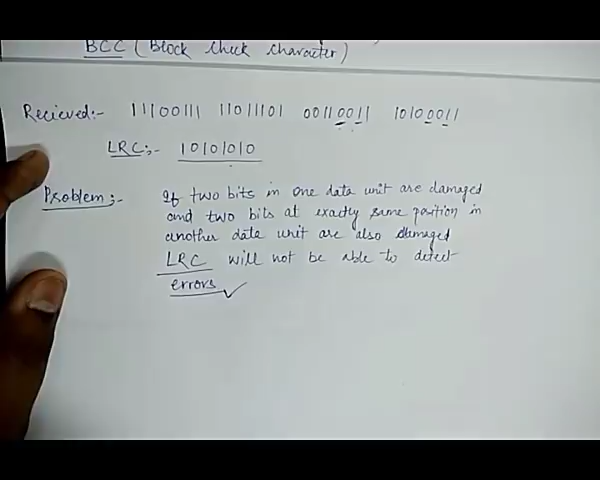 BCC (Block Check Character)
Recieved:- 11100111 11011101 00110011 10100011
LRC:- 10101010
Problem:- If two bits in one data unit are damaged
and two bits at exactly same position in
another data unit are also damaged
LRC will not be able to detect
errors